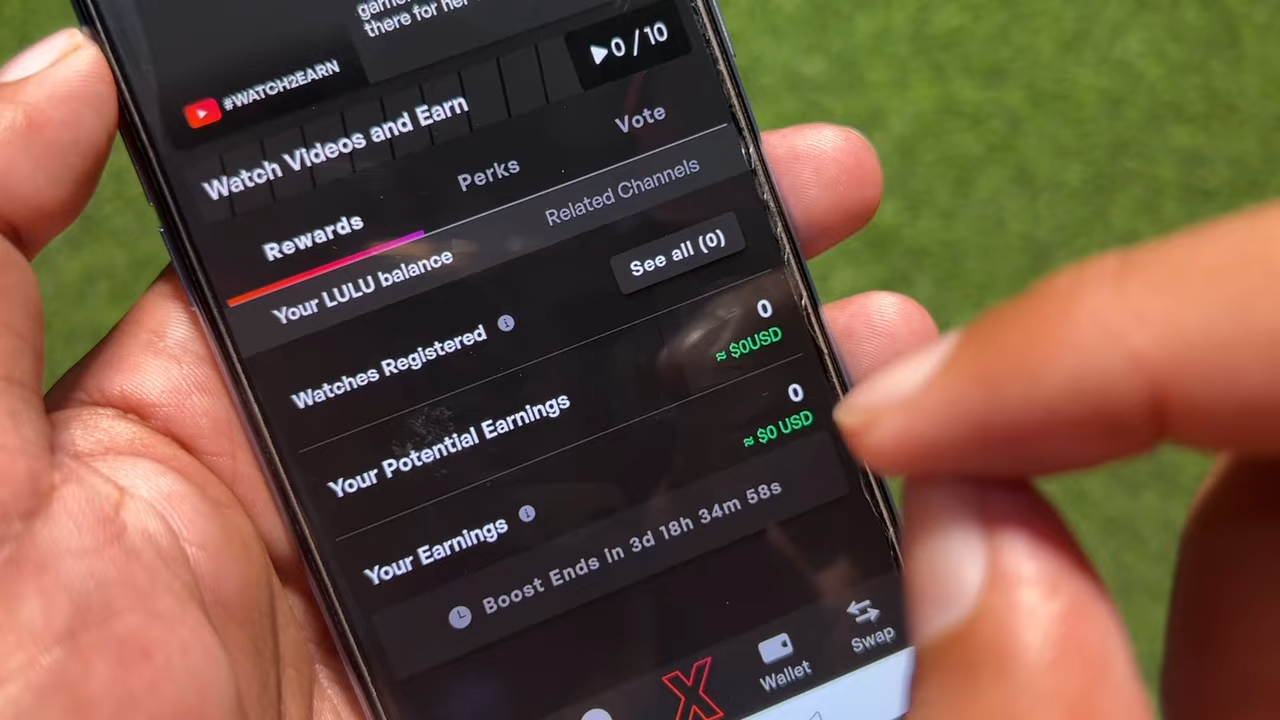 there for her
#WATCH2EARN
0 / 10
Watch Videos and Earn
Rewards
Perks
Vote
Your LULU balance
Related Channels
Watches Registered
See all (0)
Your Potential Earnings
0
≈ $0USD
Your Earnings
0
≈ $0 USD
Boost Ends in 3d 18h 34m 58s
X
Wallet
Swap